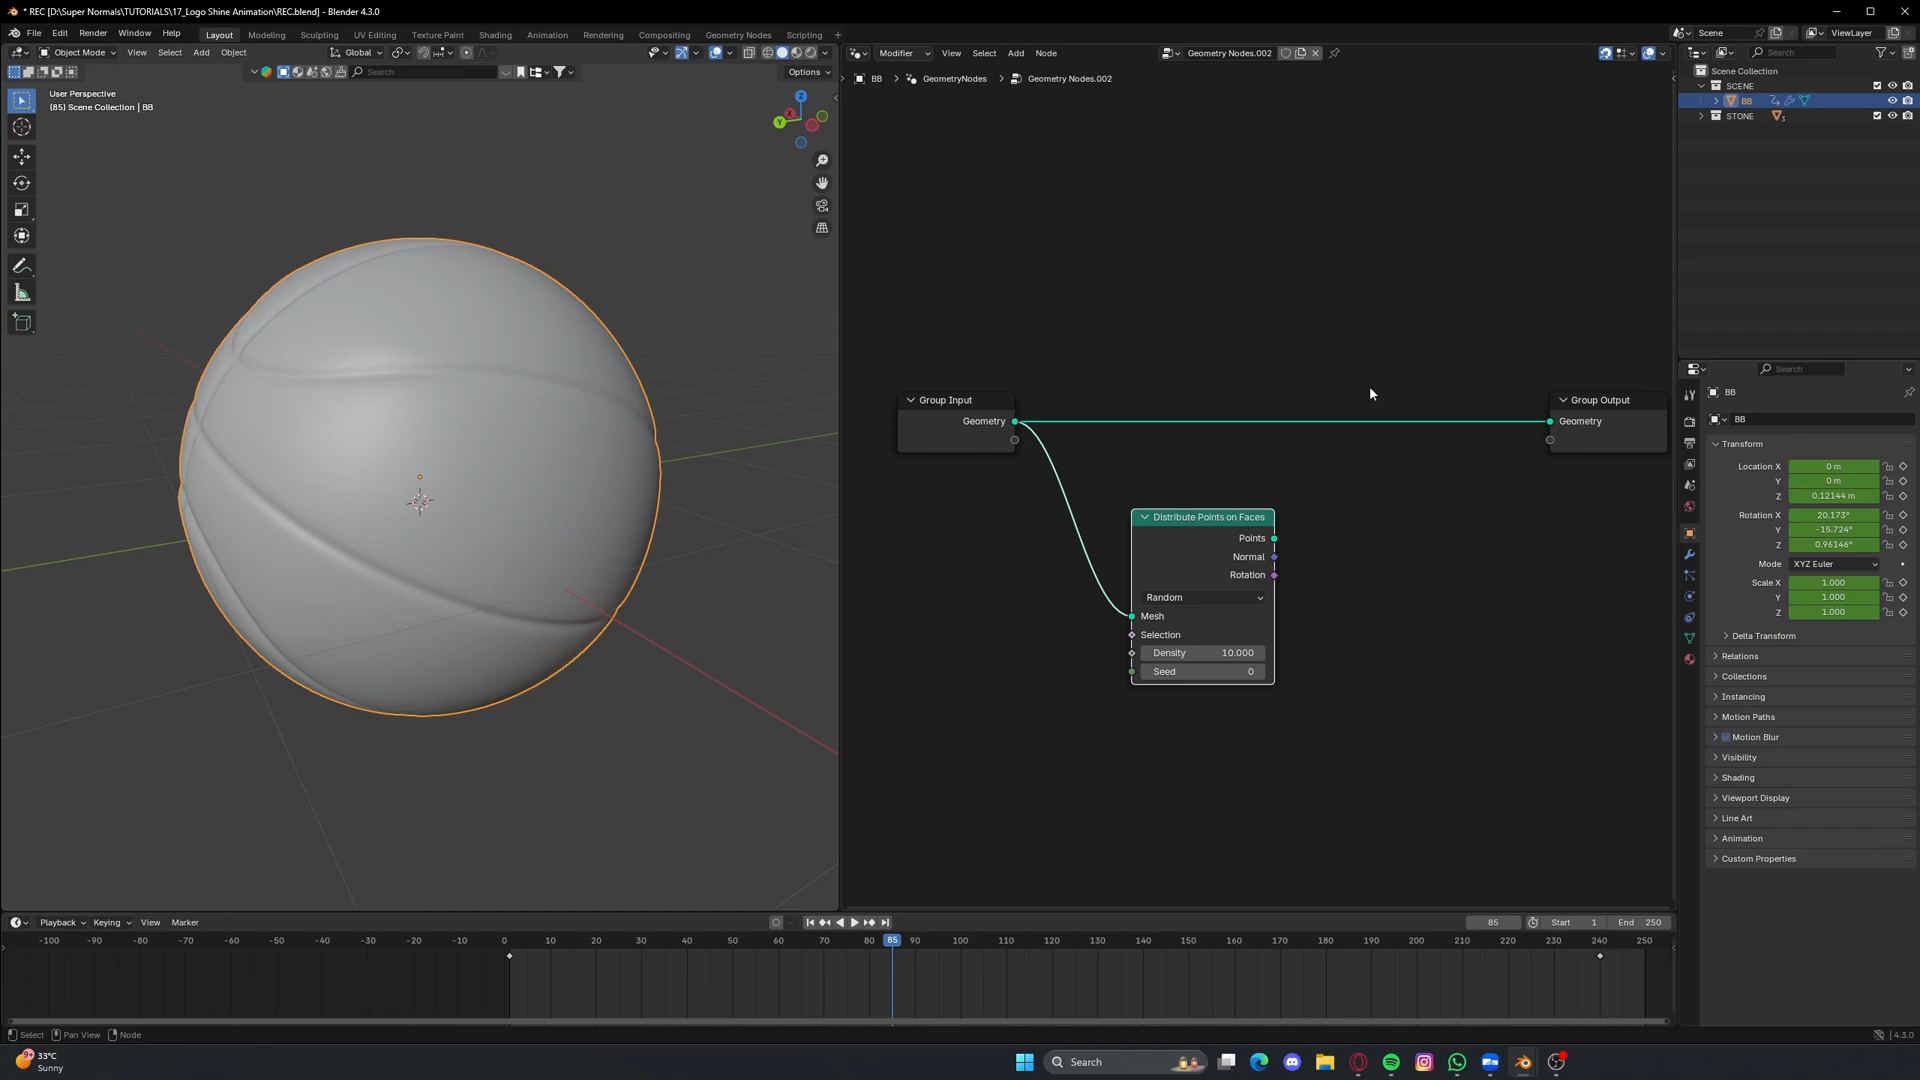 * REC [D:\Super Normals\TUTORIALS\17_Logo Shine Animation\REC.blend] - Blender 4.3.0
File Edit Render Window Help Layout Modeling Sculpting UV Editing Texture Paint Shading Animation Rendering Compositing Geometry Nodes Scripting + Scene ViewLayer
Object Mode View Select Add Object Global Modifier View Select Add Node Geometry Nodes.002 Search
Search Options
BB > GeometryNodes > Geometry Nodes.002
User Perspective
(85) Scene Collection | BB
Z
X
Y
Scene Collection
SCENE
BB
STONE 3
Group Input
Geometry
Group Output
Geometry
Distribute Points on Faces
Points
Normal
Rotation
Random
Mesh
Selection
Density 10.000
Seed 0
Search
BB
BB
Transform
Location X 0 m
Y 0 m
Z 0.12144 m
Rotation X 20.173°
Y -15.724°
Z 0.96146°
Mode XYZ Euler
Scale X 1.000
Y 1.000
Z 1.000
Delta Transform
Relations
Collections
Instancing
Motion Paths
Motion Blur
Visibility
Shading
Viewport Display
Line Art
Animation
Custom Properties
Playback Keying View Marker 85 Start 1 End 250
-100 -90 -80 -70 -60 -50 -40 -30 -20 -10 0 10 20 30 40 50 60 70 80 85 90 100 110 120 130 140 150 160 170 180 190 200 210 220 230 240 250
Select Pan View Node 4.3.0
33°C
Sunny
Search